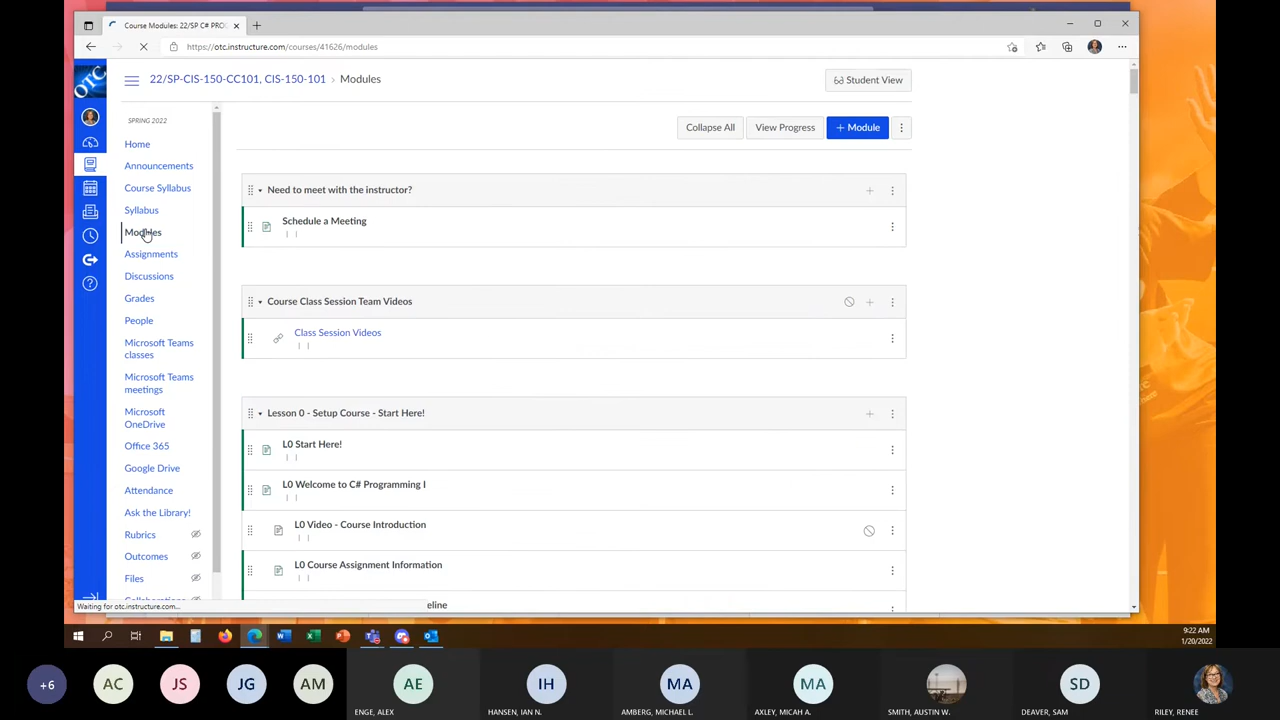 Course Modules: 22/SP C# PRO
https://otc.instructure.com/courses/41626/modules
OTC
22/SP-CIS-150-CC101, CIS-150-101 > Modules
Student View
SPRING 2022
Home
Announcements
Course Syllabus
Syllabus
Modules
Assignments
Discussions
Grades
People
Microsoft Teams
classes
Microsoft Teams
meetings
Microsoft
OneDrive
Office 365
Google Drive
Attendance
Ask the Library!
Rubrics
Outcomes
Files
Collapse All
View Progress
+ Module
Need to meet with the instructor?
Schedule a Meeting
Course Class Session Team Videos
Class Session Videos
Lesson 0 - Setup Course - Start Here!
L0 Start Here!
L0 Welcome to C# Programming I
L0 Video - Course Introduction
L0 Course Assignment Information
eline
Waiting for otc.instructure.com...
9:22 AM
1/20/2022
+6
AC
JS
JG
AM
AE
ENGE, ALEX
IH
HANSEN, IAN N.
MA
AMBERG, MICHAEL L.
MA
AXLEY, MICAH A.
SMITH, AUSTIN W.
SD
DEAVER, SAM
RILEY, RENEE